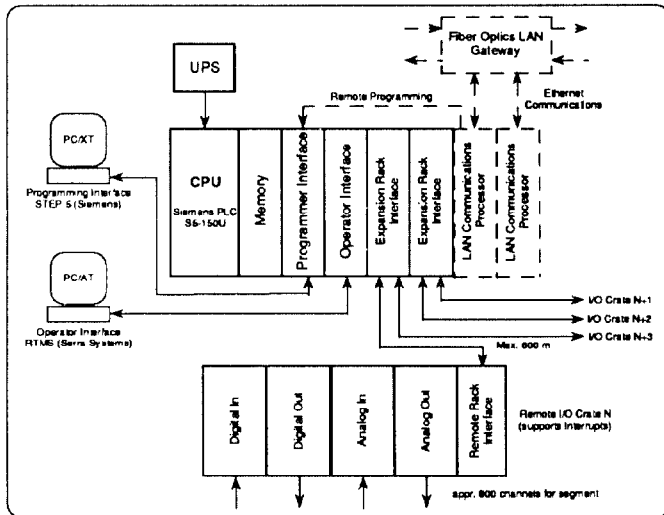 Fiber Optics LAN
Gateway
UPS
Ethernet
Communications
Remote Programming
PC/XT
Programming Interface
STEP 5 (Siemens)
CPU
Siemens PLC
S5-150U
Memory
Programmer Interface
Operator Interface
Expansion Rack
Interface
Expansion Rack
Interface
LAN Communications
Processor
LAN Communications
Processor
PC/AT
Operator Interface
RTMS (Serra Systems)
I/O Crate N+1
I/O Crate N+2
I/O Crate N+3
Max. 600 m
Digital In
Digital Out
Analog In
Analog Out
Remote Rack
Interface
Remote I/O Crate N
(supports Interrupts)
appr. 800 channels for segment